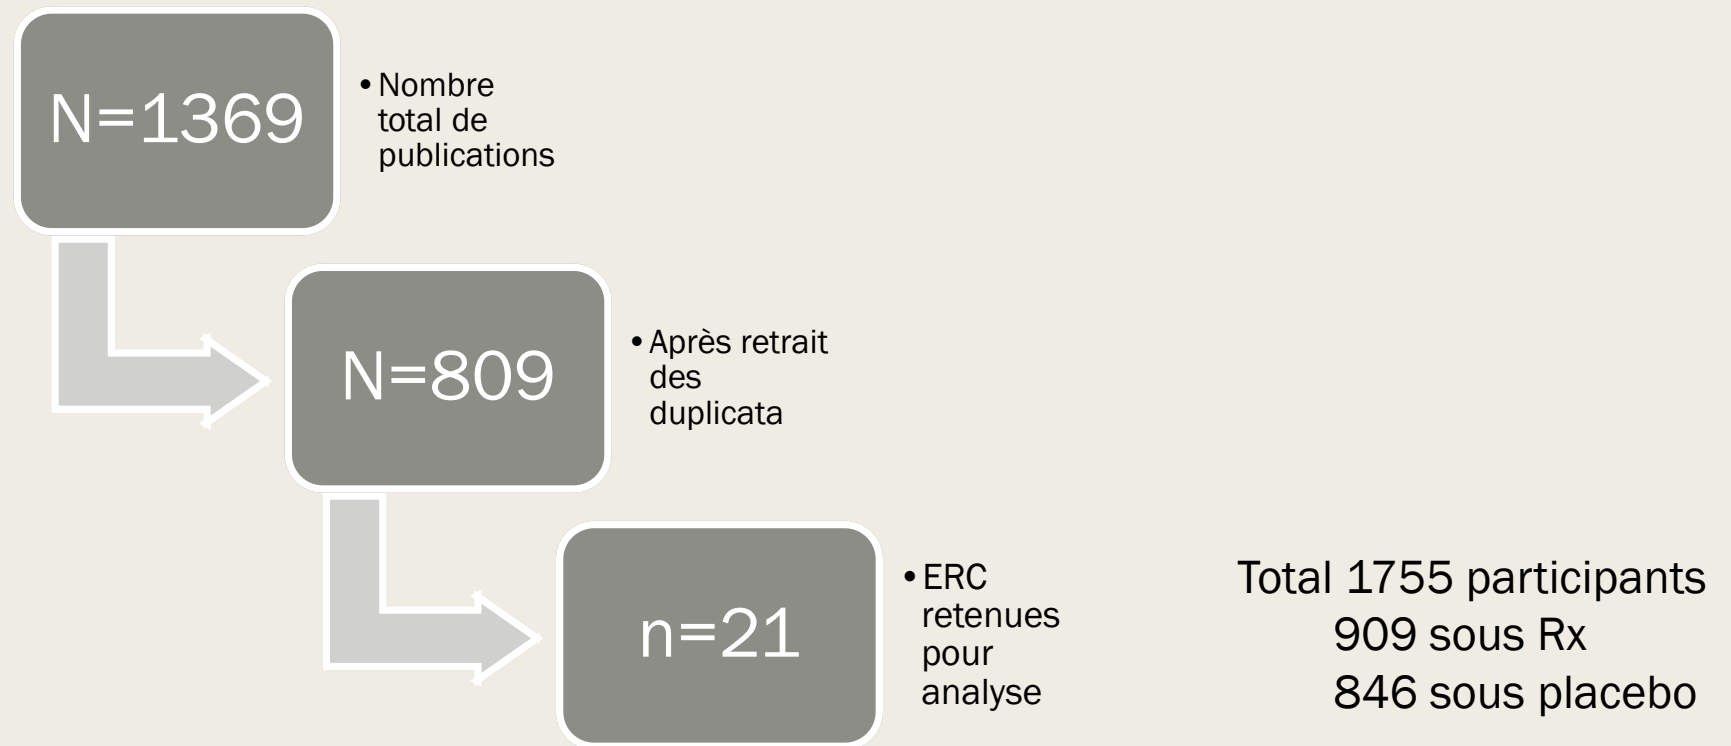 N=1369
• Nombre
total de
publications
N=809
• Après retrait
des
duplicata
n=21
• ERC
retenues
pour
analyse
Total 1755 participants
909 sous Rx
846 sous placebo